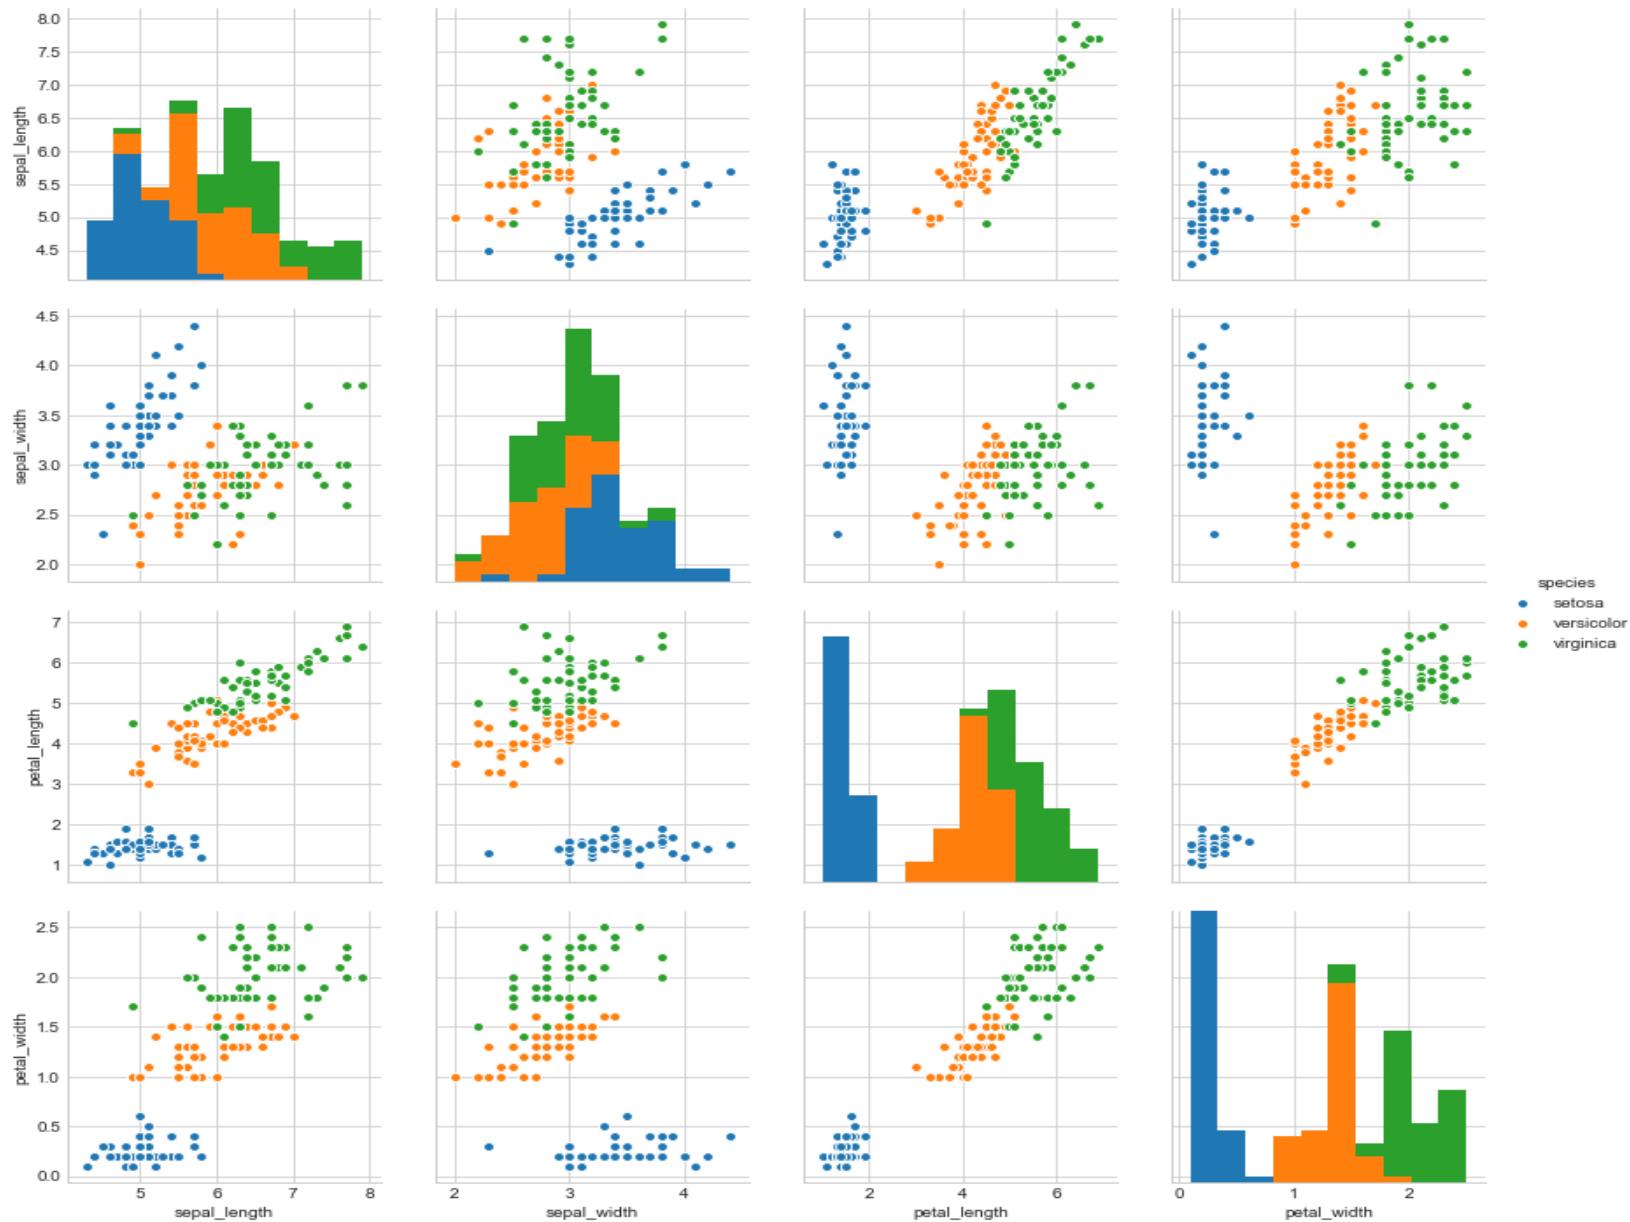 8.0
7.5
7.0
6.5
6.0
5.5
5.0
4.5
sepal_length
4.5
4.0
3.5
3.0
2.5
2.0
sepal_width
species
setosa
versicolor
virginica
7
6
5
4
3
2
1
petal_length
2.5
2.0
1.5
1.0
0.5
0.0
petal_width
5 6 7 8
2 3 4
2 4 6
0 1 2
sepal_length sepal_width petal_length petal_width